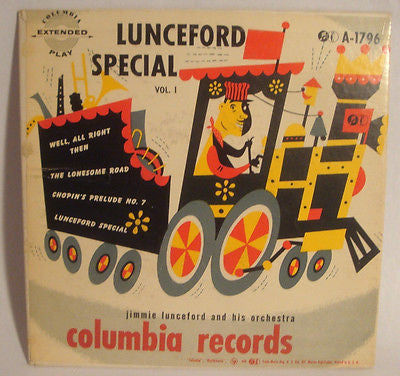 COLUMBIA
EXTENDED
PLAY
LUNCEFORD
SPECIAL
VOL. I
A-1796
WELL, ALL RIGHT
THEN
THE LONESOME ROAD
CHOPIN'S PRELUDE NO. 7
LUNCEFORD SPECIAL
jimmie lunceford and his orchestra
columbia records